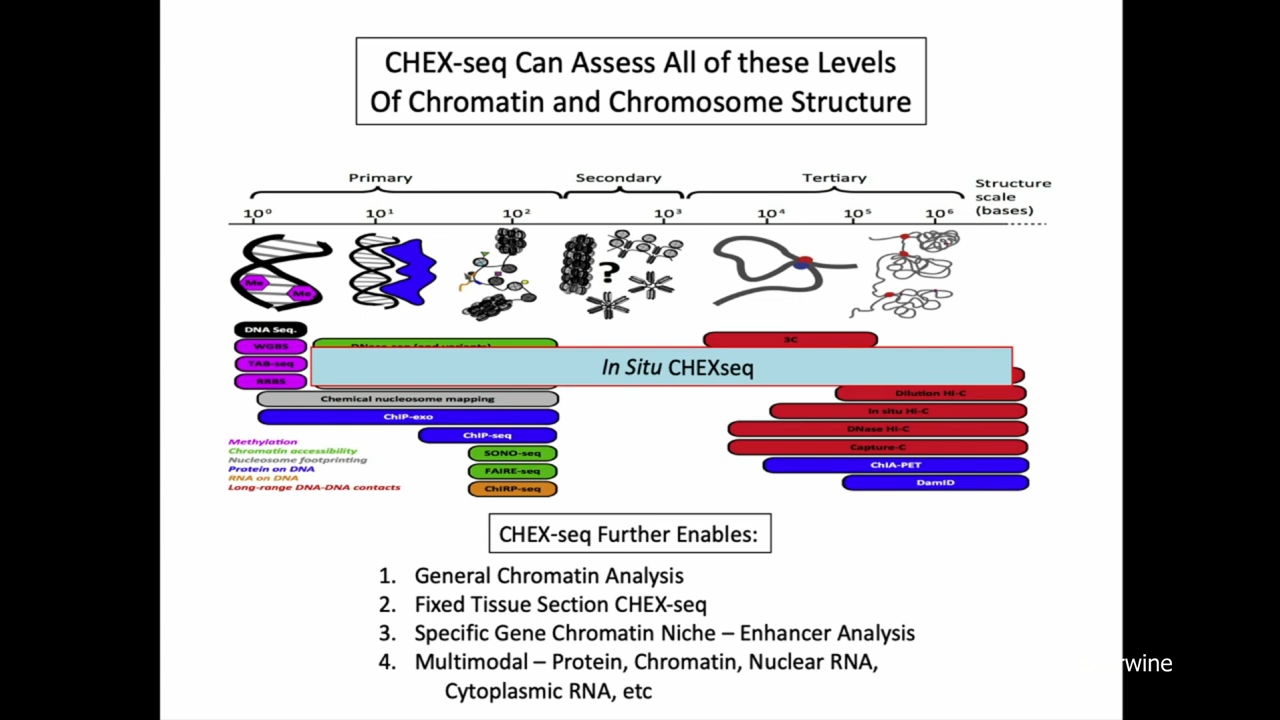 CHEX-seq Can Assess All of these Levels
Of Chromatin and Chromosome Structure
Primary
Secondary
Tertiary
Structure
scale
(bases)
10⁰
10¹
10²
10³
10⁴
10⁵
10⁶
Me
Me
?
DNA Seq.
WGBS
TAB-seq
RRBS
3C
In Situ CHEXseq
Dilution Hi-C
Chemical nucleosome mapping
In situ Hi-C
ChIP-exo
DNase Hi-C
ChIP-seq
Capture-C
SONO-seq
ChIA-PET
FAIRE-seq
DamID
ChIRP-seq
Methylation
Chromatin accessibility
Nucleosome footprinting
Protein on DNA
RNA on DNA
Long-range DNA-DNA contacts
CHEX-seq Further Enables:
1. General Chromatin Analysis
2. Fixed Tissue Section CHEX-seq
3. Specific Gene Chromatin Niche – Enhancer Analysis
4. Multimodal – Protein, Chromatin, Nuclear RNA,
Cytoplasmic RNA, etc